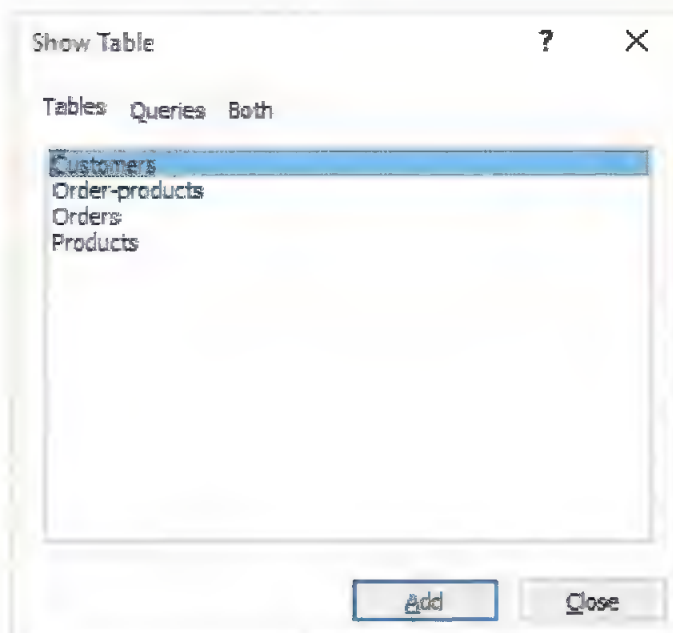 Show Table ? ×
Tables Queries Both
Customers
Order-products
Orders
Products
Add Close